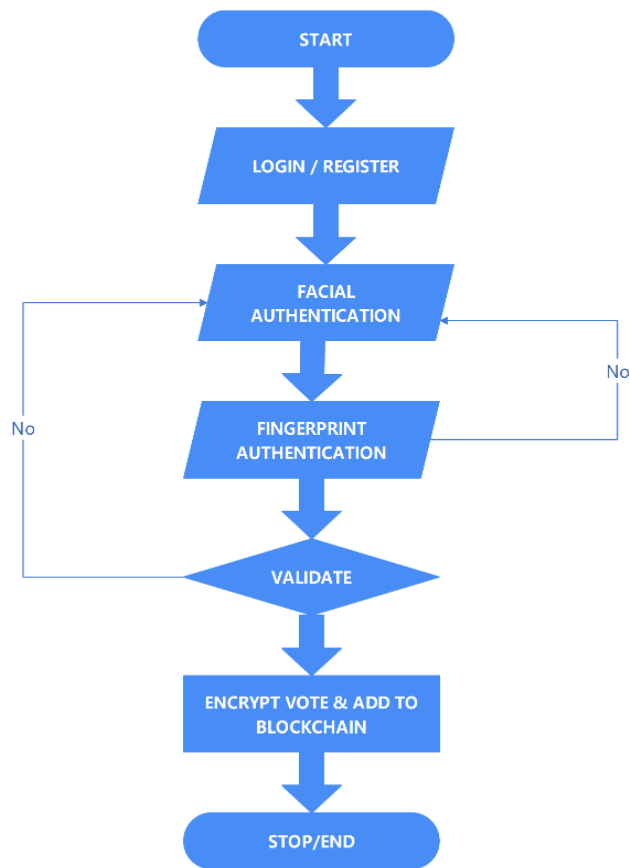 START
LOGIN / REGISTER
FACIAL
AUTHENTICATION
No
No
FINGERPRINT
AUTHENTICATION
VALIDATE
ENCRYPT VOTE & ADD TO
BLOCKCHAIN
STOP/END